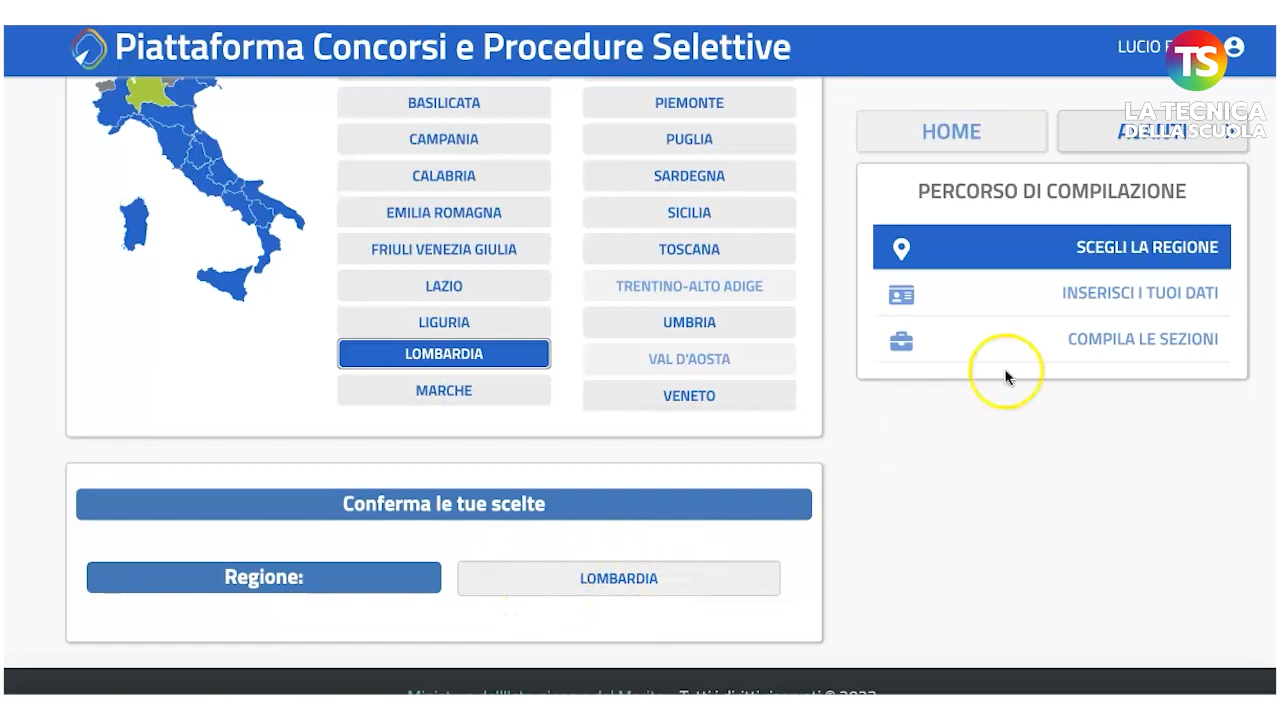 Piattaforma Concorsi e Procedure Selettive
LUCIO
TS
LA TECNICA
DELLA SCUOLA
BASILICATA
CAMPANIA
CALABRIA
EMILIA ROMAGNA
FRIULI VENEZIA GIULIA
LAZIO
LIGURIA
LOMBARDIA
MARCHE
PIEMONTE
PUGLIA
SARDEGNA
SICILIA
TOSCANA
TRENTINO-ALTO ADIGE
UMBRIA
VAL D'AOSTA
VENETO
HOME
PERCORSO DI COMPILAZIONE
SCEGLI LA REGIONE
INSERISCI I TUOI DATI
COMPILA LE SEZIONI
Conferma le tue scelte
Regione:
LOMBARDIA